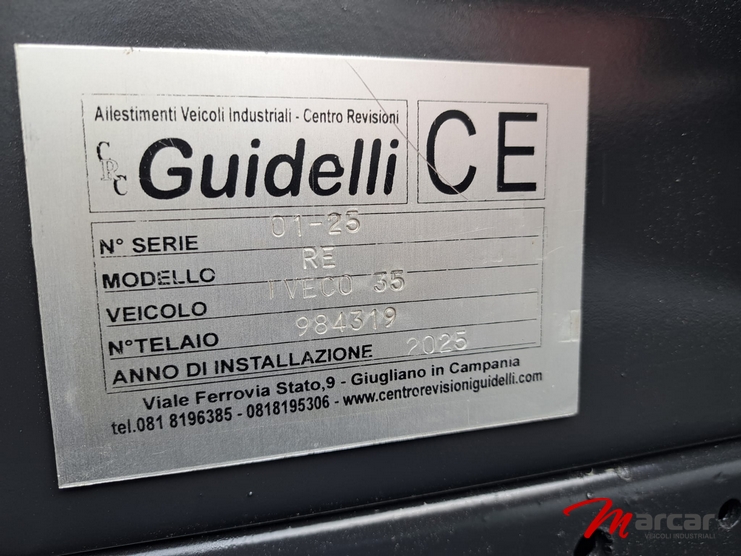 Ailestimenti Veicoli Industriali - Centro Revisioni
CRC Guidelli CE
N° SERIE 01-25
MODELLO RE
VEICOLO IVECO 35
N°TELAIO 984319
ANNO DI INSTALLAZIONE 2025
Viale Ferrovia Stato,9 - Giugliano in Campania
tel.081 8196385 - 0818195306 - www.centrorevisioniguidelli.com
Marcar
VEICOLI INDUSTRIALI